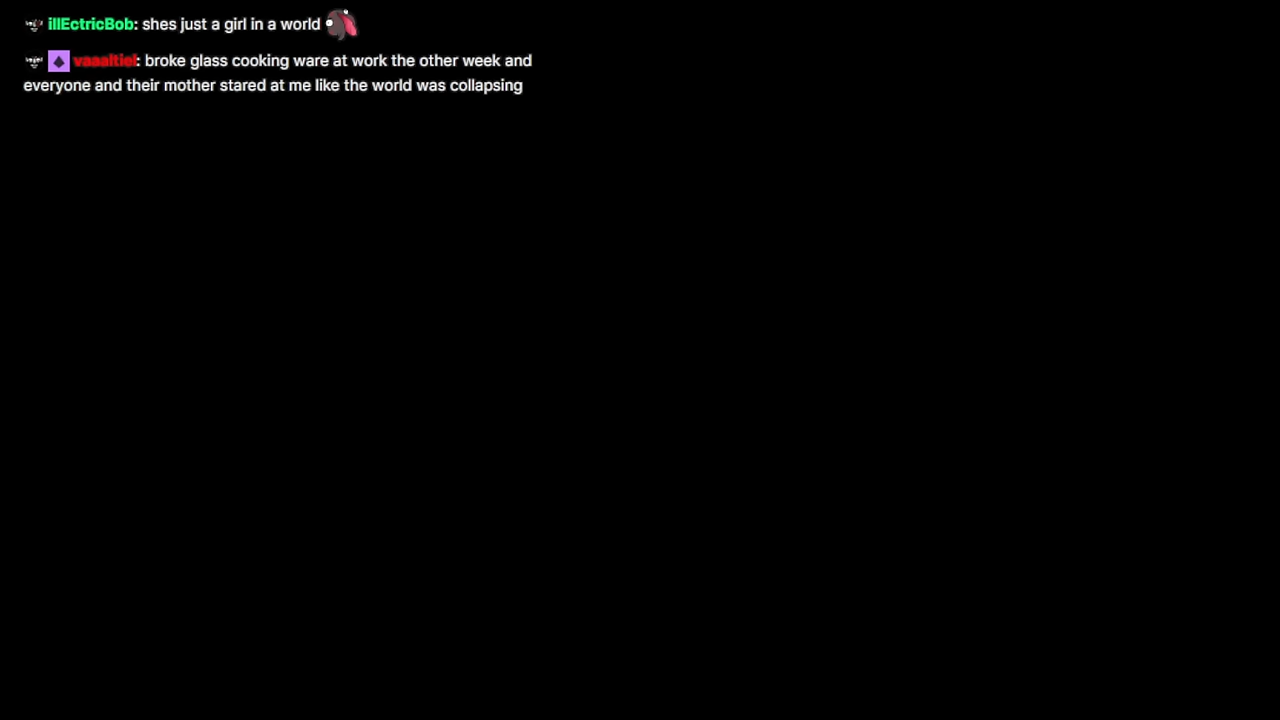 illEctricBob: shes just a girl in a world
vaaaltiel: broke glass cooking ware at work the other week and
everyone and their mother stared at me like the world was collapsing